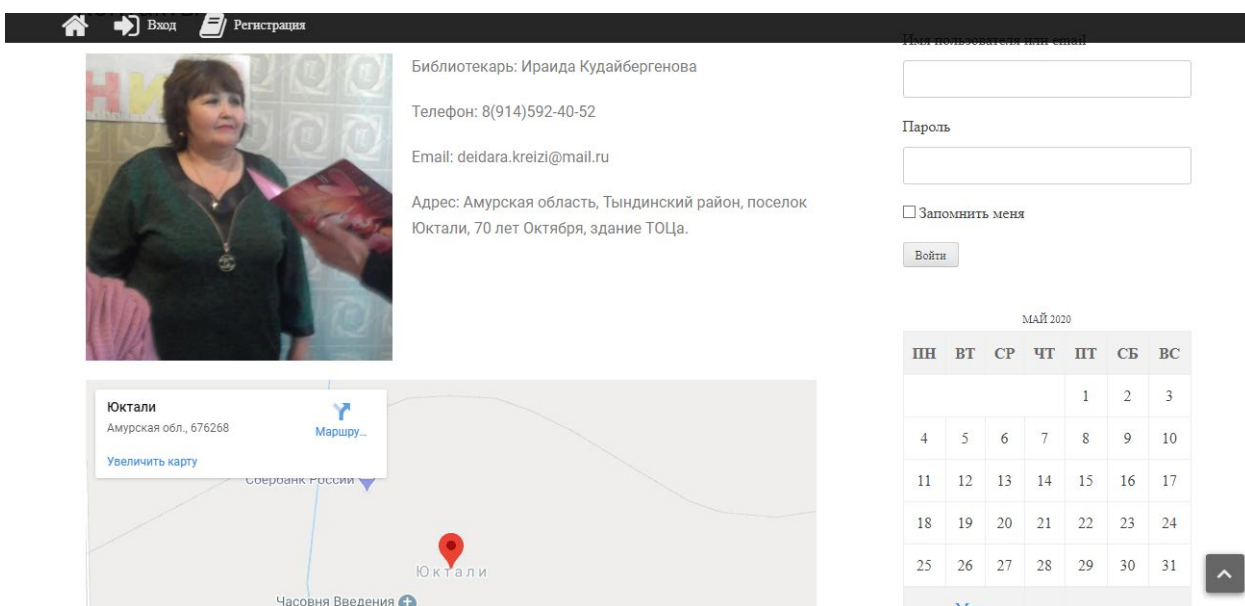 Вход
Регистрация
НИ
Библиотекарь: Ираида Кудайбергенова
Телефон: 8(914)592-40-52
Email: deidara.kreizi@mail.ru
Адрес: Амурская область, Тындинский район, поселок
Юктали, 70 лет Октября, здание ТОЦа.
Юктали
Амурская обл., 676268
Маршру...
Увеличить карту
Сбербанк России
Юктали
Часовня Введения
Имя пользователя или email
Пароль
Запомнить меня
Войти
МАЙ 2020
ПН ВТ СР ЧТ ПТ СБ ВС
1 2 3
4 5 6 7 8 9 10
11 12 13 14 15 16 17
18 19 20 21 22 23 24
25 26 27 28 29 30 31